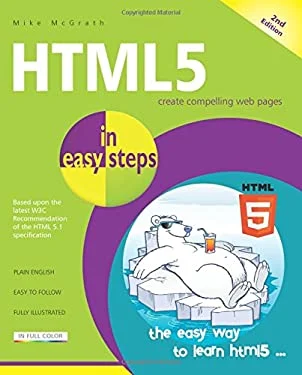 Mike McGrath
2nd
Edition
HTML5
create compelling web pages
in
easy steps
Based upon the
latest W3C
Recommendation
of the HTML 5.1
specification
HTML
5
PLAIN ENGLISH
EASY TO FOLLOW
FULLY ILLUSTRATED
IN FULL COLOR
the easy way
to learn html5 ...